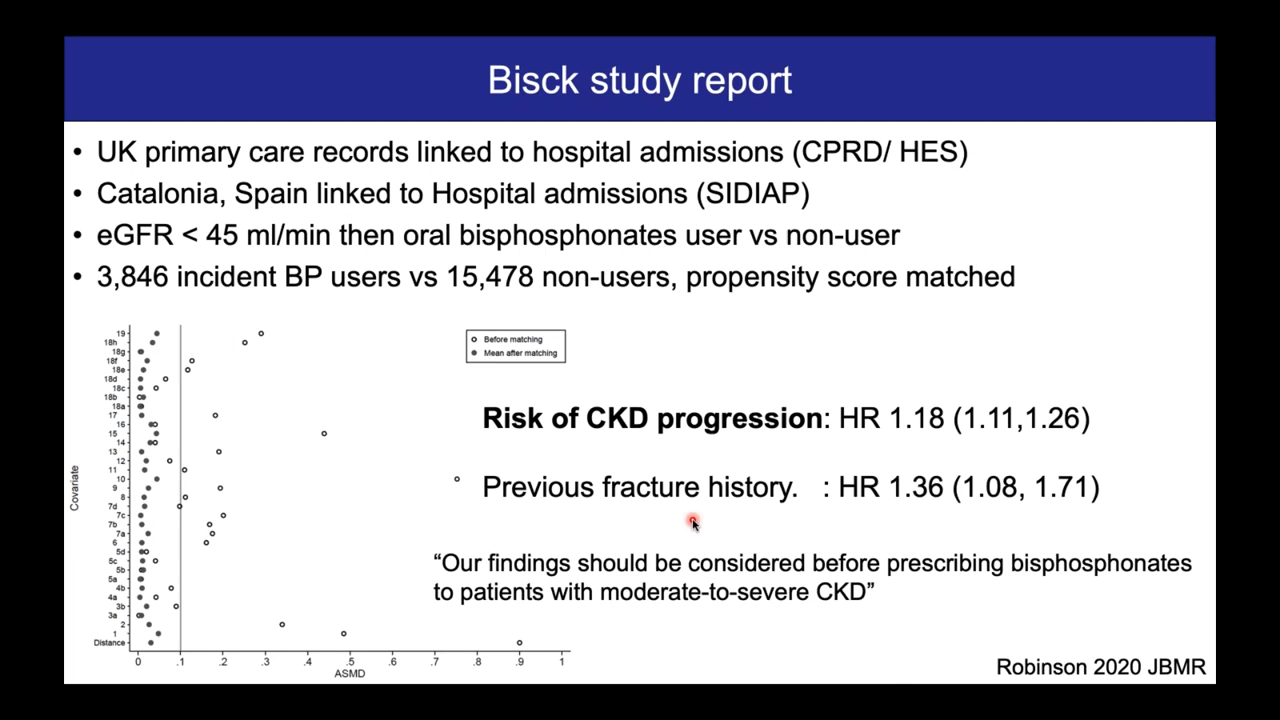 Bisck study report
• UK primary care records linked to hospital admissions (CPRD/ HES)
• Catalonia, Spain linked to Hospital admissions (SIDIAP)
• eGFR < 45 ml/min then oral bisphosphonates user vs non-user
• 3,846 incident BP users vs 15,478 non-users, propensity score matched
Before matching
Mean after matching
Covariate
19
18h
18g
18f
18e
18d
18c
18b
18a
17
16
15
14
13
12
11
10
9
8
7d
7c
7b
7a
6
5d
5c
5b
5a
4b
4a
3b
3a
2
1
Distance
0 .1 .2 .3 .4 .5 .6 .7 .8 .9 1
ASMD
Risk of CKD progression: HR 1.18 (1.11,1.26)
Previous fracture history. : HR 1.36 (1.08, 1.71)
“Our findings should be considered before prescribing bisphosphonates
to patients with moderate-to-severe CKD”
Robinson 2020 JBMR